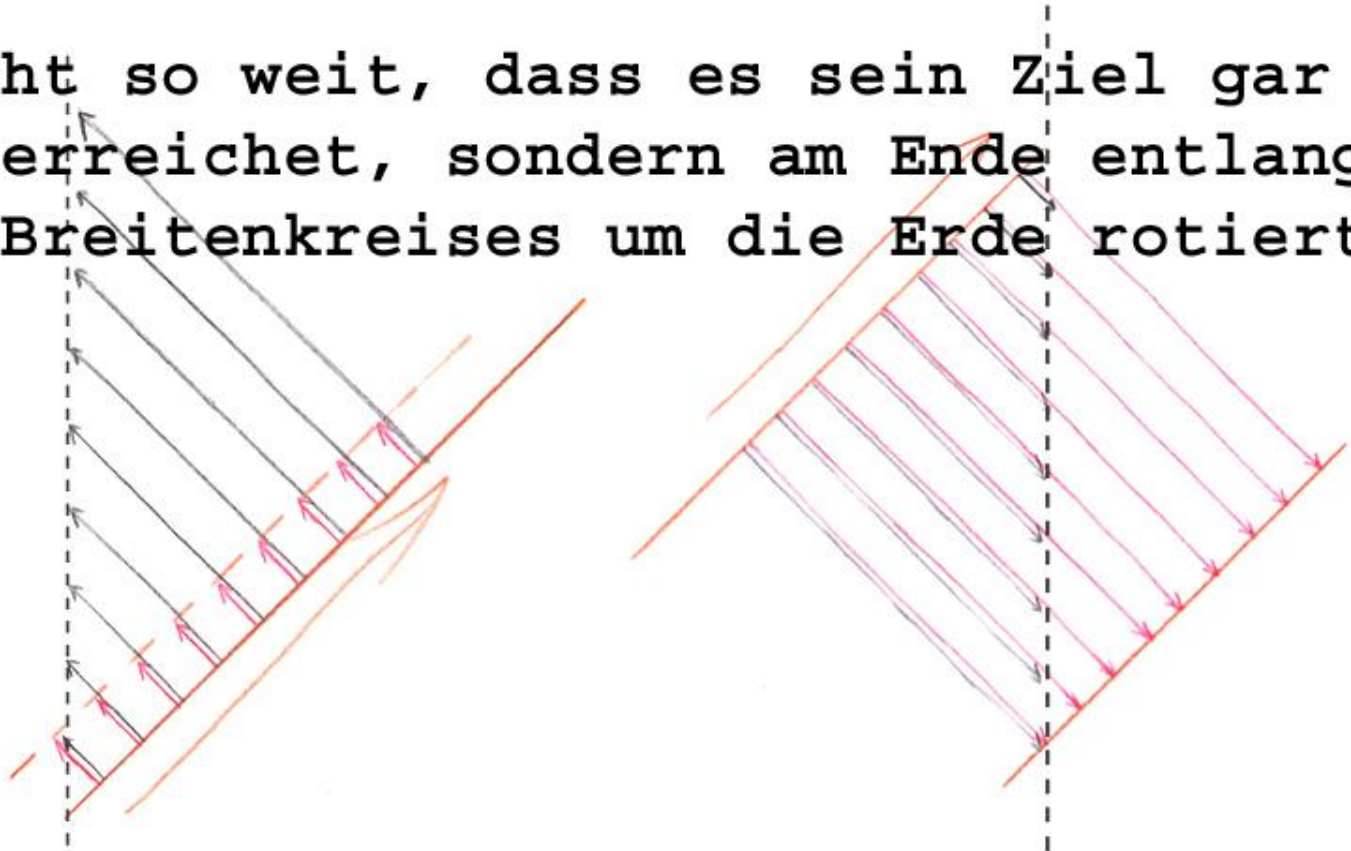 ht so weit, dass es sein Ziel gar
erreichet, sondern am Ende entlang
Breitenkreises um die Erde rotiert